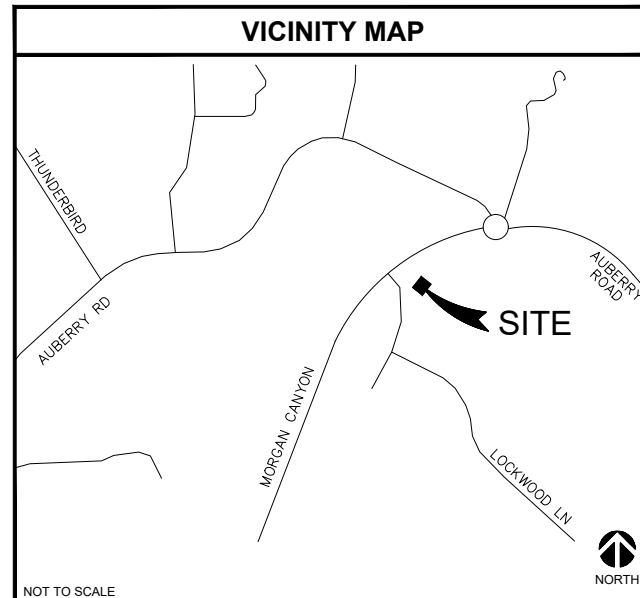 VICINITY MAP
THUNDERBIRD
AUBERRY RD
AUBERRY
ROAD
SITE
MORGAN CANYON
LOCKWOOD LN
NOT TO SCALE
NORTH